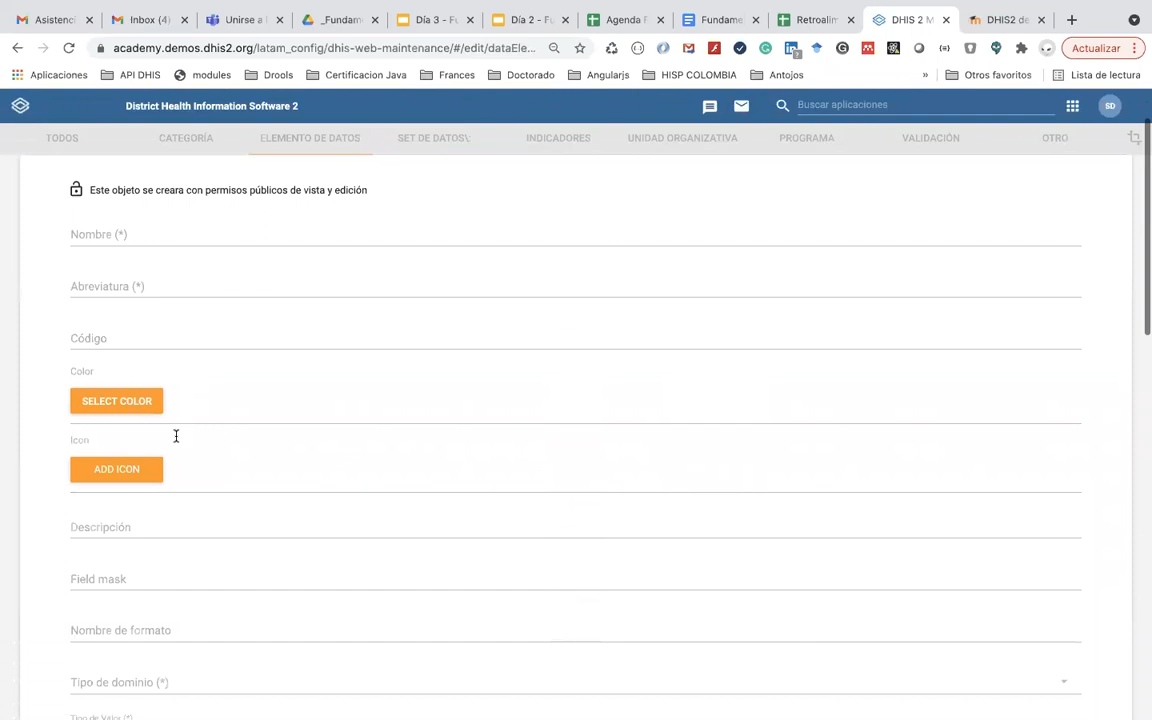 Asistenci
Inbox (4)
Unirse a
_Fundam
Día 3 - Fu
Día 2 - Fu
Agenda F
Fundame
Retroalim
DHIS 2 M
DHIS2 de
academy.demos.dhis2.org/latam_config/dhis-web-maintenance/#/edit/dataEle...
Actualizar
Aplicaciones
API DHIS
modules
Drools
Certificacion Java
Frances
Doctorado
Angularjs
HISP COLOMBIA
Antojos
»
Otros favoritos
Lista de lectura
District Health Information Software 2
Buscar aplicaciones
SD
TODOS
CATEGORÍA
ELEMENTO DE DATOS
SET DE DATOS\:
INDICADORES
UNIDAD ORGANIZATIVA
PROGRAMA
VALIDACIÓN
OTRO
Este objeto se creara con permisos públicos de vista y edición
Nombre (*)
Abreviatura (*)
Código
Color
SELECT COLOR
Icon
ADD ICON
Descripción
Field mask
Nombre de formato
Tipo de dominio (*)
Tipo de Valor (*)